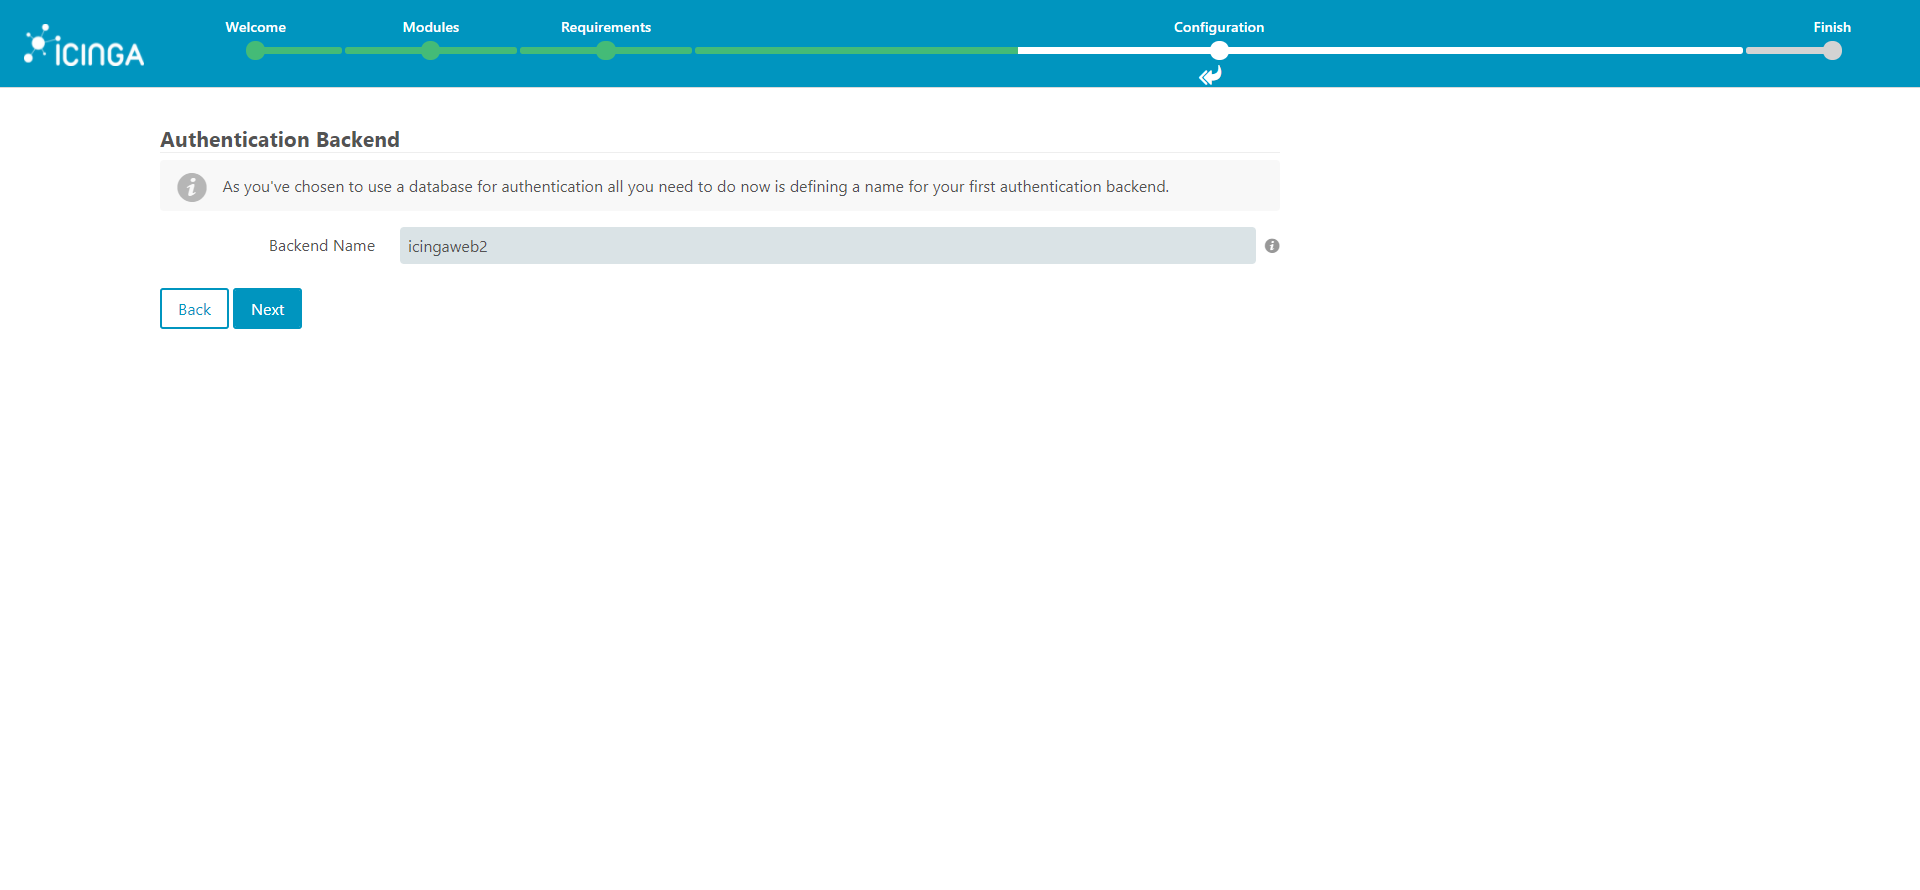 Welcome
Modules
Requirements
Configuration
Finish
ICINGA
Authentication Backend
As you've chosen to use a database for authentication all you need to do now is defining a name for your first authentication backend.
Backend Name
icingaweb2
Back
Next